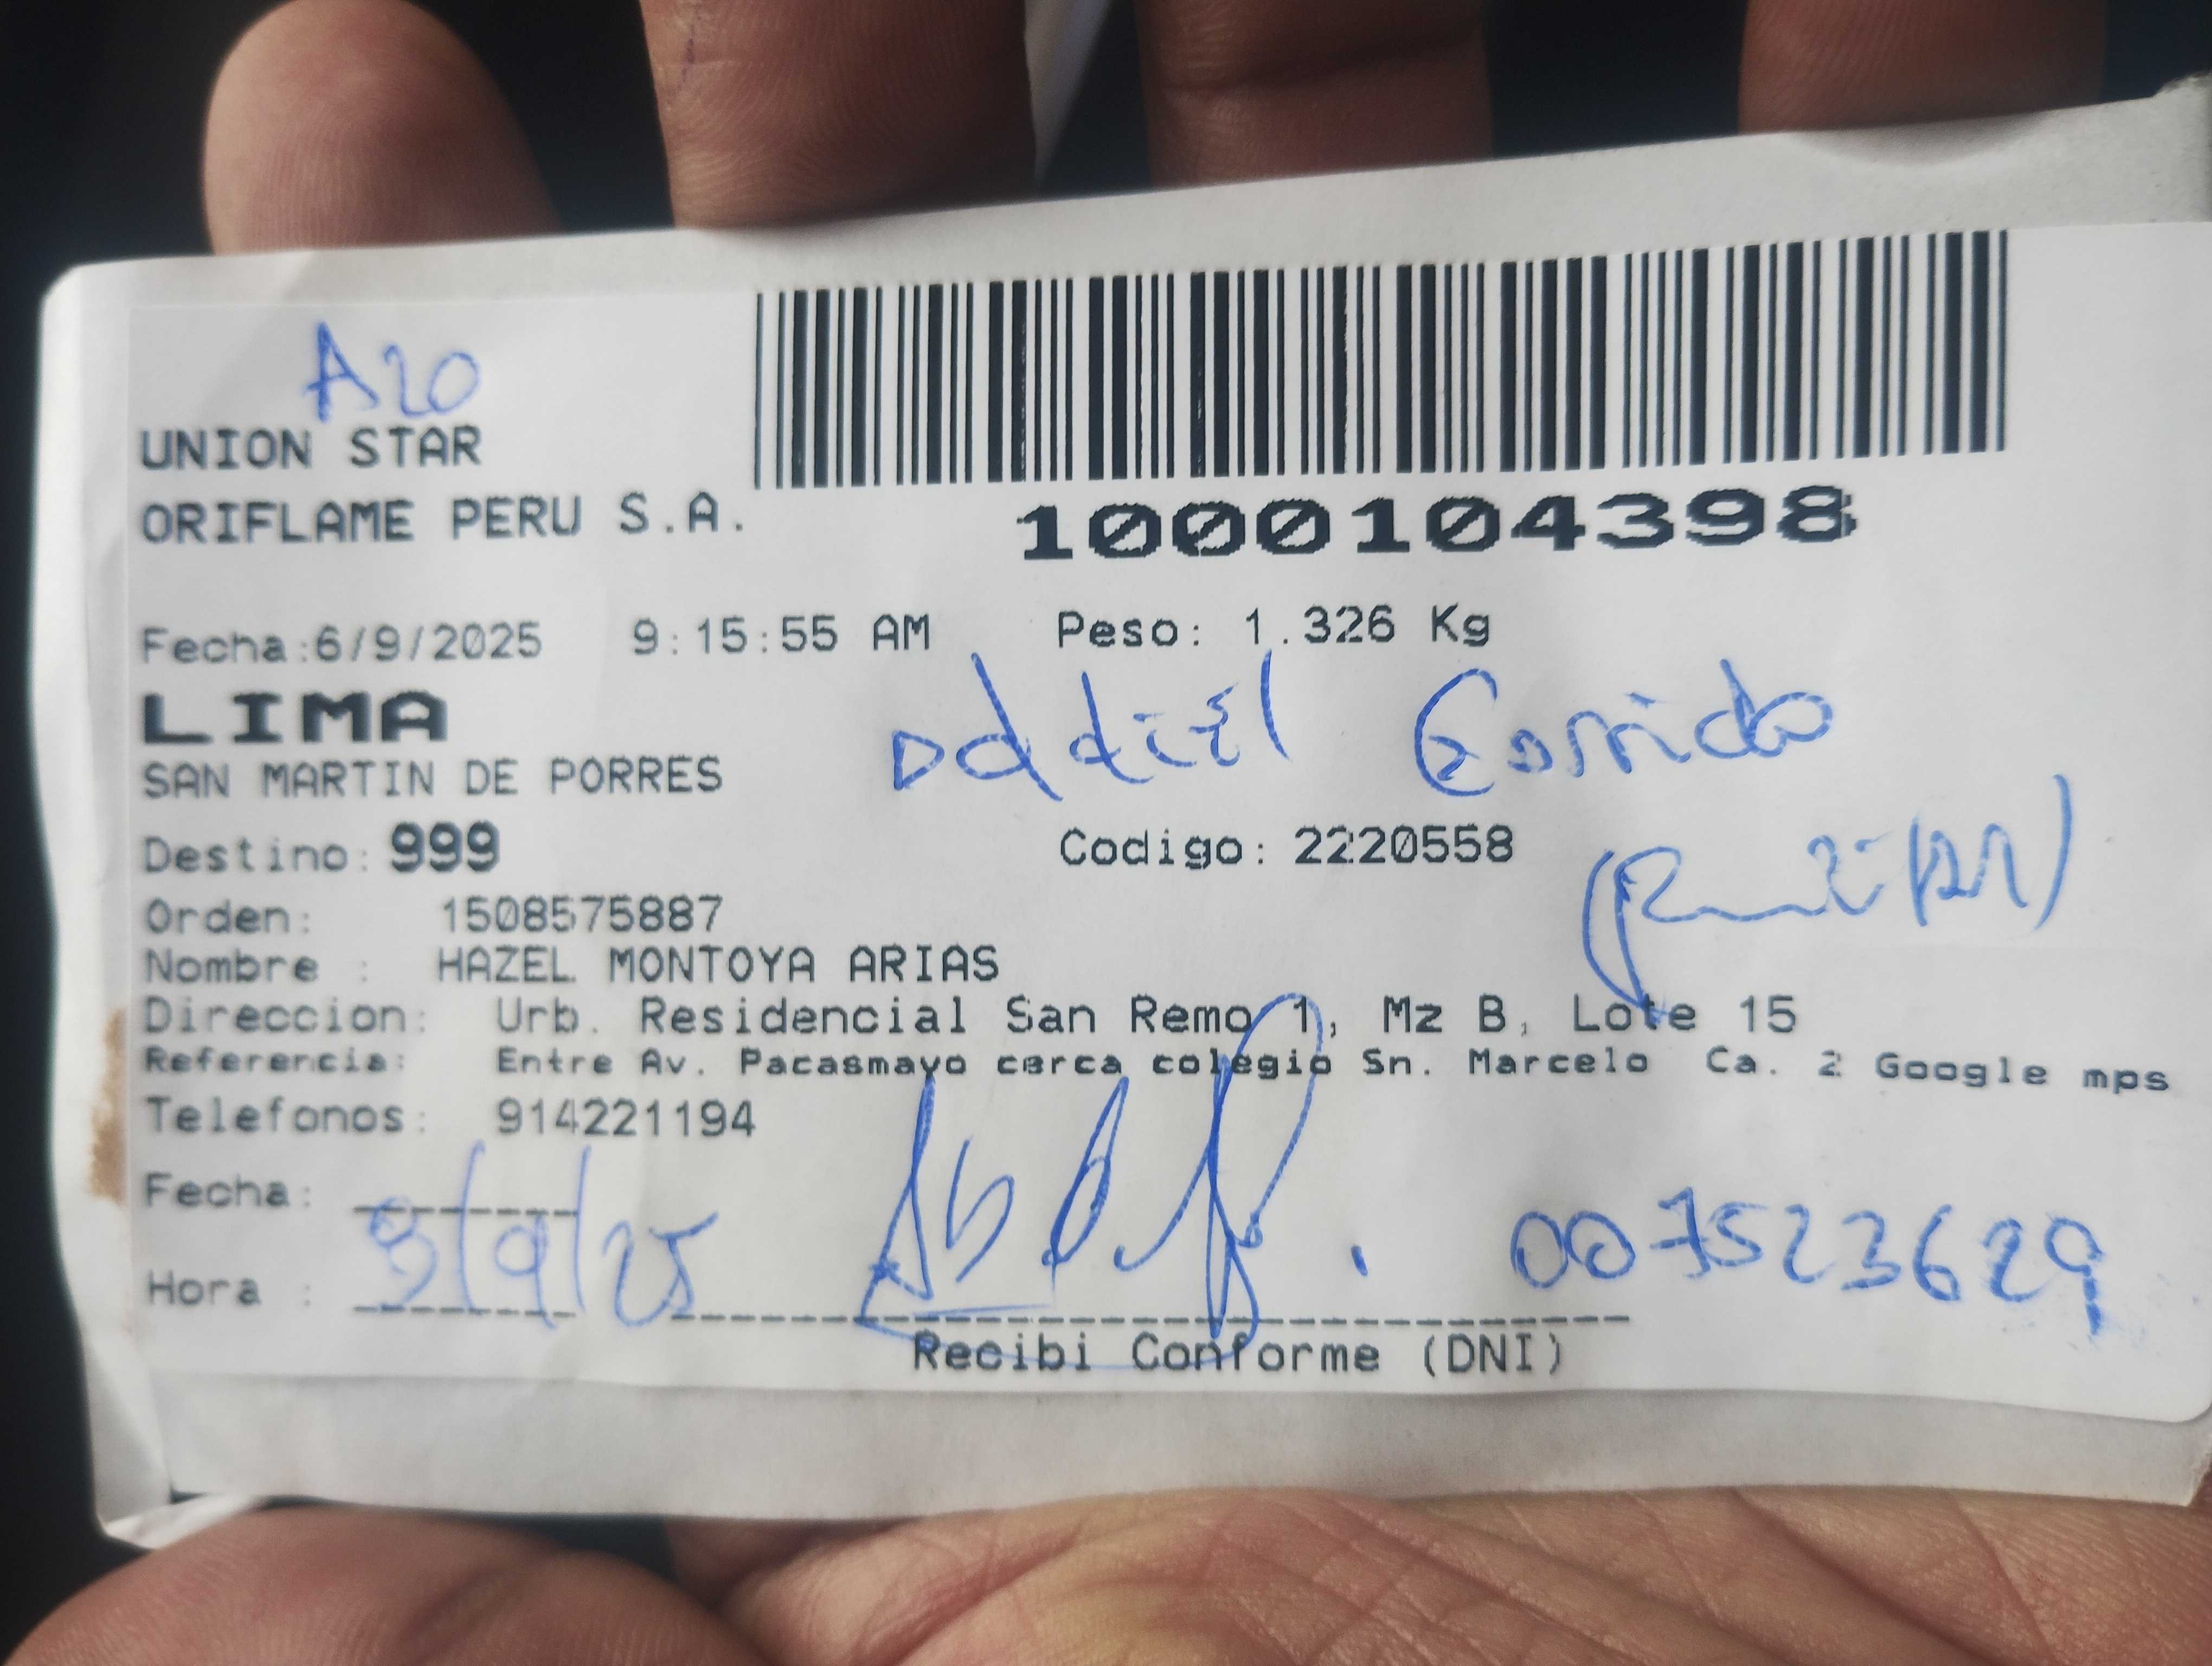 A20
UNION STAR
ORIFLAME PERU S.A.
1000104398
Fecha:6/9/2025 9:15:55 AM Peso: 1.326 Kg
LIMA
SAN MARTIN DE PORRES
Destino: 999 Codigo: 2220558
Orden: 1508575887
Nombre : HAZEL MONTOYA ARIAS
Direccion: Urb. Residencial San Remo 1, Mz B, Lote 15
Referencia: Entre Av. Pacasmayo cerca colegio Sn. Marcelo Ca. 2 Google mps
Telefonos: 914221194
Fecha:
Hora : 8/9/25 007523629
Recibi Conforme (DNI)